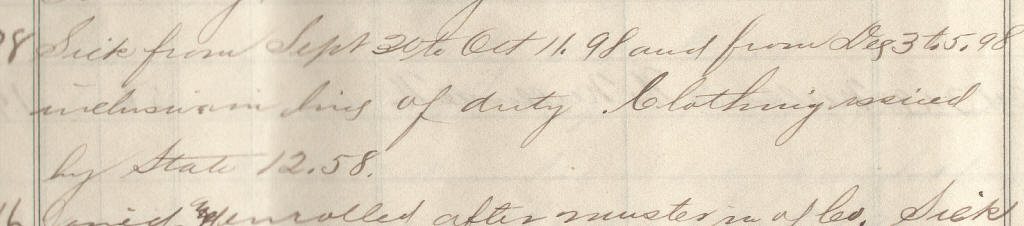 98 Sick from Sept 30 to Oct 11. 98 and from Dec 3 to 5. 98
inclusive in line of duty Clothing issued
by State 12.58.
16 Joined & enrolled after muster in of Co. Sick